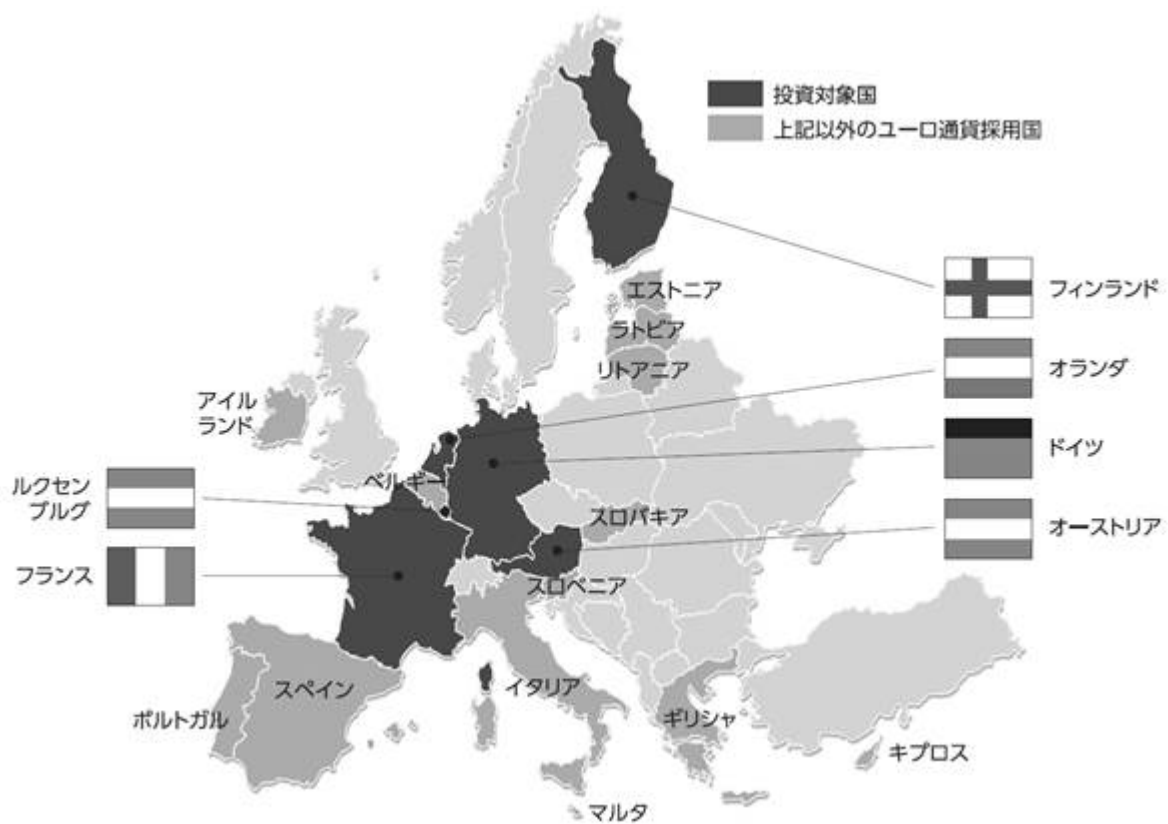 投資対象国
上記以外のユーロ通貨採用国
フィンランド
エストニア
ラトビア
リトアニア
オランダ
アイル
ランド
ドイツ
ベルギー
ルクセン
ブルグ
スロバキア
オーストリア
フランス
スロベニア
スペイン
イタリア
ポルトガル
ギリシャ
キプロス
マルタ